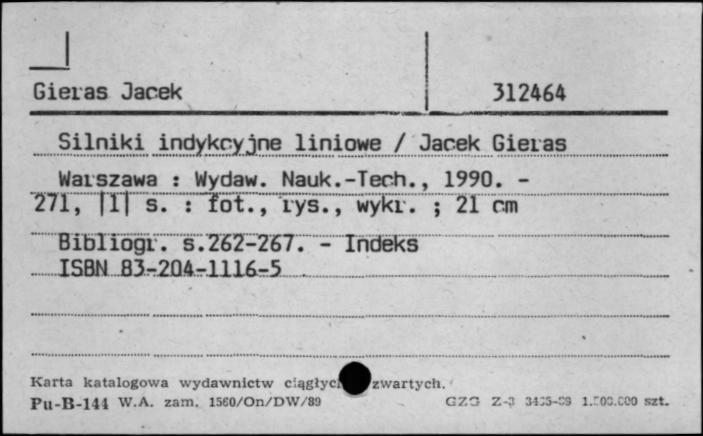 Gieras Jacek 312464
Silniki indykcyjne liniowe / Jacek Gieras
Warszawa : Wydaw. Nauk.-Tech., 1990. -
271, |1| s. : fot., rys., wykr. ; 21 cm
Bibliogr. s.262-267. - Indeks
ISBN 83-204-1116-5
Karta katalogowa wydawnictw zwartych.
Pu-B-144 W.A. zam. 1560/On/DW/89 GZG szt.